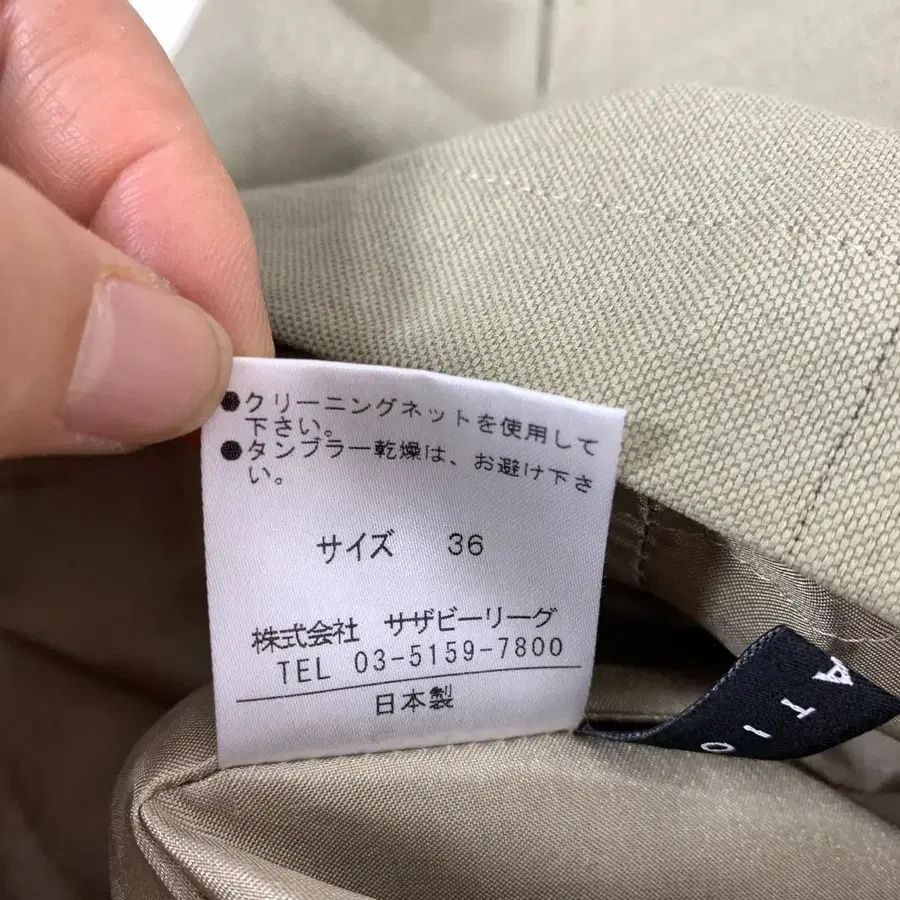 ●クリーニングネットを使用して
下さい。
●タンブラー乾燥は、お避け下さ
い。
サイズ 36
株式会社 サザビーリーグ
TEL 03-5159-7800
日本製